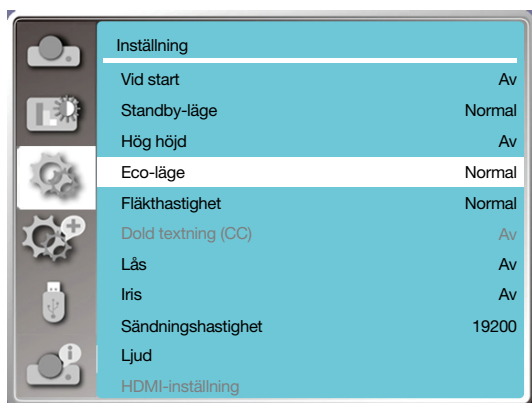 Inställning
Vid start Av
Standby-läge Normal
Hög höjd Av
Eco-läge Normal
Fläkthastighet Normal
Dold textning (CC) Av
Lås Av
Iris Av
Sändningshastighet 19200
Ljud
HDMI-inställning